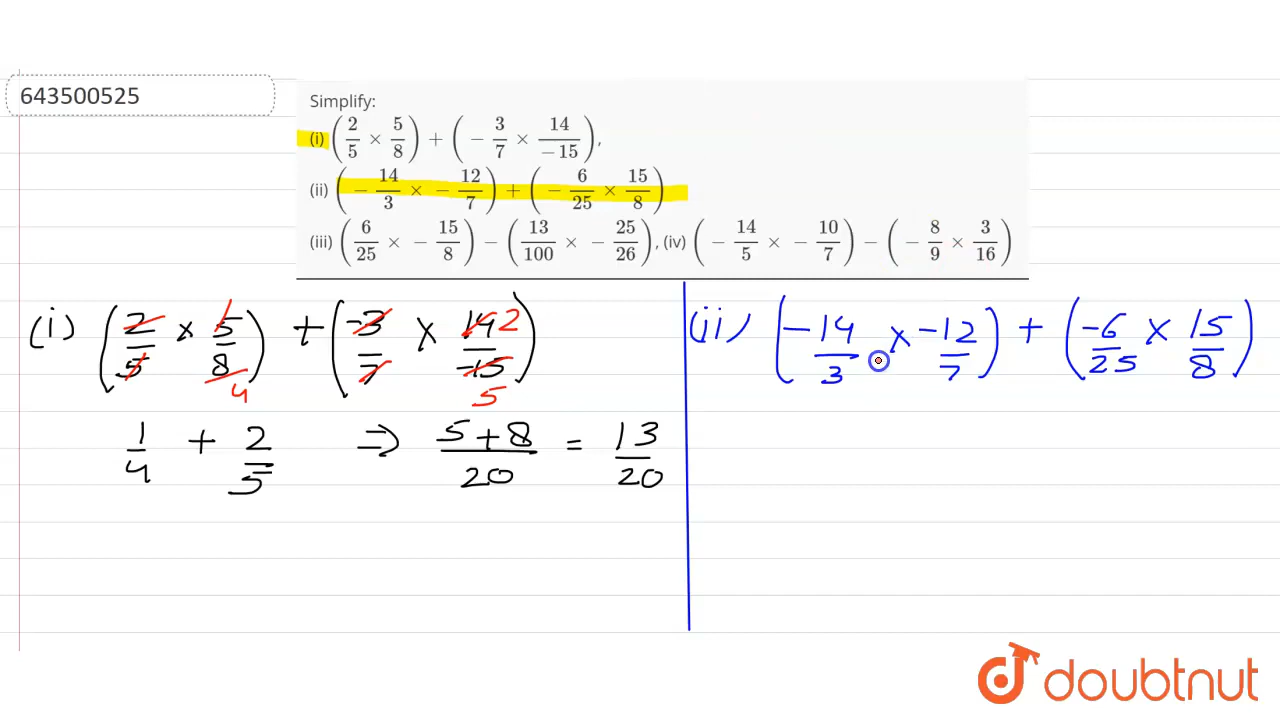 643500525
Simplify:
(i) (2/5 × 5/8) + (− 3/7 × 14/−15),
(ii) (− 14/3 × − 12/7) + (− 6/25 × 15/8)
(iii) (6/25 × − 15/8) − (13/100 × − 25/26), (iv) (− 14/5 × − 10/7) − (− 8/9 × 3/16)
(i) (2/5 × 5/8) + (−3/7 × 14/−15) 1 4 2 5
1/4 + 2/5 ⇒ 5+8/20 = 13/20
(ii) (−14/3 × −12/7) + (−6/25 × 15/8)
doubtnut